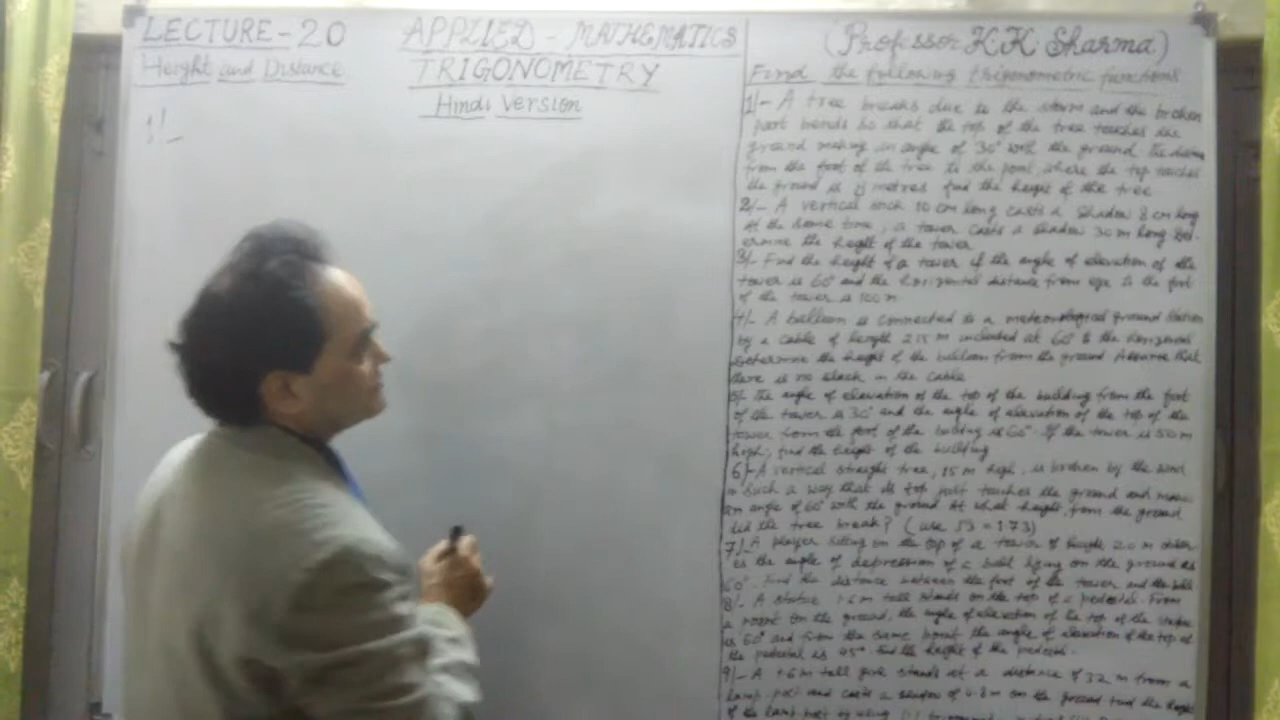 LECTURE-20
Height and Distance
1/-
APPLIED - MATHEMATICS
TRIGONOMETRY
Hindi Version
(Professor K.K. Sharma)
Find the following trigonometric functions
1/- A tree breaks due to the storm and the broken
part bends so that the top of the tree touches the
ground making an angle of 30° with the ground. The distance
from the foot of the tree to the point where the top touches
the ground is 8 metres find the height of the tree
2/- A vertical stick 10 cm long casts a shadow 8 cm long
At the same time, a tower casts a shadow 30 m long Det-
ermine the height of the tower
3/- Find the height of a tower if the angle of elevation of the
tower is 60° and the horizontal distance from eye to the foot
of the tower is 100 m
4/- A balloon is connected to a meteorological ground station
by a cable of length 215 m inclined at 60° to the horizontal
Determine the height of the balloon from the ground Assume that
there is no slack in the cable
5/- The angle of elevation of the top of the building from the foot
of the tower is 30° and the angle of elevation of the top of the
tower from the foot of the building is 60°. If the tower is 50 m
high, find the height of the building
6/- A vertical straight tree, 15 m high, is broken by the wind
in such a way that its top just touches the ground and makes
an angle of 60° with the ground At what height from the ground
did the tree break? (use √3 = 1.73)
7/- A player sitting on the top of a tower of height 20 m observ
es the angle of depression of a ball lying on the ground as
60°. Find the distance between the foot of the tower and the ball
8/- A statue 1.6 m tall stands on the top of a pedestal. From
a point on the ground, the angle of elevation of the top of the statue
is 60° and from the same point the angle of elevation of the top of
the pedestal is 45°. Find the height of the pedestal.
9/- A 1.6 m tall girl stands at a distance of 3.2 m from a
lamp-post and casts a shadow of 4.8 m on the ground Find the height
of the lamp-post by using